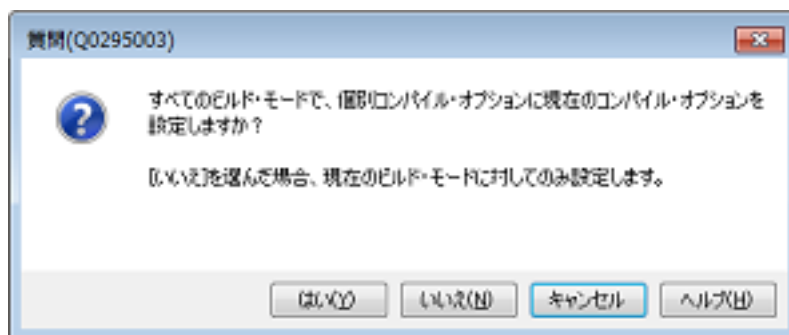 質問(Q0295003)
すべてのビルド・モードで、個別コンパイル・オプションに現在のコンパイル・オプションを
設定しますか？
[いいえ]を選んだ場合、現在のビルド・モードに対してのみ設定します。
はい(Y)
いいえ(N)
キャンセル
ヘルプ(H)